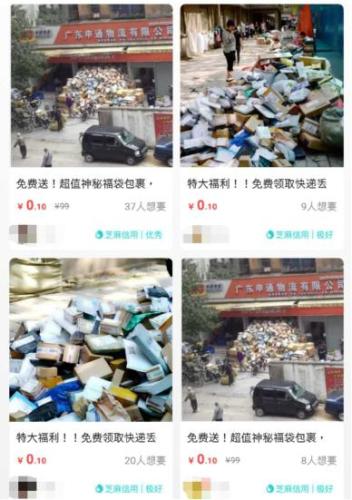 广东申通物流有限公司
免费送！超值神秘福袋包裹，
¥0.10 ¥99 37人想要
芝麻信用 | 优秀
特大福利！！免费领取快递丢
¥0.10 9人想要
芝麻信用 | 极好
特大福利！！免费领取快递丢
¥0.10 20人想要
芝麻信用 | 极好
广东申通物流有限公司
免费送！超值神秘福袋包裹，
¥0.10 ¥99 8人想要
芝麻信用 | 极好